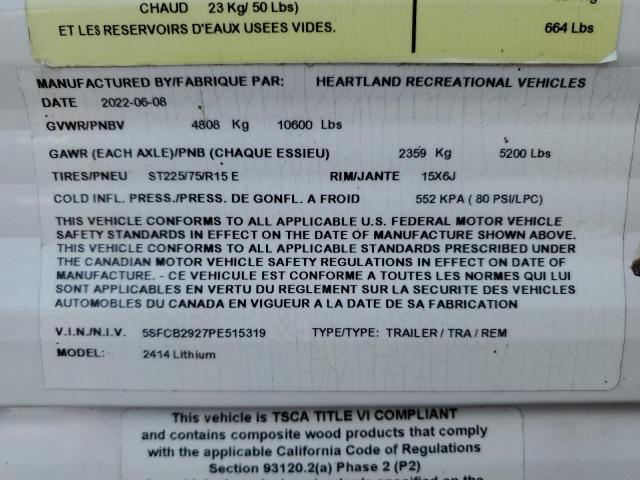 CHAUD 23 Kg/ 50 Lbs)
ET LES RESERVOIRS D'EAUX USEES VIDES.
664 Lbs
MANUFACTURED BY/FABRIQUE PAR: HEARTLAND RECREATIONAL VEHICLES
DATE 2022-06-08
GVWR/PNBV 4808 Kg 10600 Lbs
GAWR (EACH AXLE)/PNB (CHAQUE ESSIEU) 2359 Kg 5200 Lbs
TIRES/PNEU ST225/75/R15 E RIM/JANTE 15X6J
COLD INFL. PRESS./PRESS. DE GONFL. A FROID 552 KPA ( 80 PSI/LPC)
THIS VEHICLE CONFORMS TO ALL APPLICABLE U.S. FEDERAL MOTOR VEHICLE
SAFETY STANDARDS IN EFFECT ON THE DATE OF MANUFACTURE SHOWN ABOVE.
THIS VEHICLE CONFORMS TO ALL APPLICABLE STANDARDS PRESCRIBED UNDER
THE CANADIAN MOTOR VEHICLE SAFETY REGULATIONS IN EFFECT ON DATE OF
MANUFACTURE. - CE VEHICULE EST CONFORME A TOUTES LES NORMES QUI LUI
SONT APPLICABLES EN VERTU DU REGLEMENT SUR LA SECURITE DES VEHICLES
AUTOMOBILES DU CANADA EN VIGUEUR A LA DATE DE SA FABRICATION
V.I.N./N.I.V. 5SFCB2927PE515319 TYPE/TYPE: TRAILER / TRA / REM
MODEL: 2414 Lithium
This vehicle is TSCA TITLE VI COMPLIANT
and contains composite wood products that comply
with the applicable California Code of Regulations
Section 93120.2(a) Phase 2 (P2)